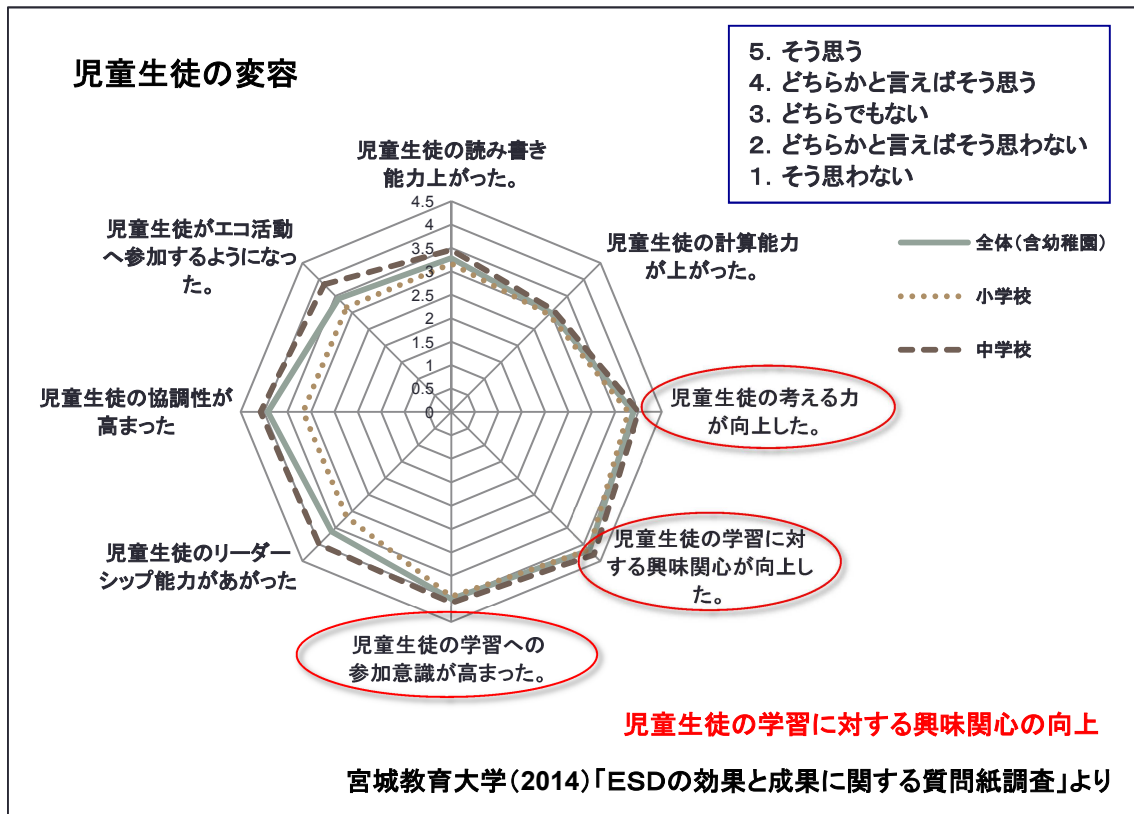 児童生徒の変容
5．そう思う
4．どちらかと言えばそう思う
3．どちらでもない
2．どちらかと言えばそう思わない
1．そう思わない
児童生徒の読み書き
能力上がった。
児童生徒がエコ活動
へ参加するようになっ
た。
児童生徒の計算能力
が上がった。
全体(含幼稚園)
小学校
中学校
4.5
4
3.5
3
2.5
2
1.5
1
0.5
0
児童生徒の協調性が
高まった
児童生徒の考える力
が向上した。
児童生徒のリーダー
シップ能力があがった
児童生徒の学習に対
する興味関心が向上し
た。
児童生徒の学習への
参加意識が高まった。
児童生徒の学習に対する興味関心の向上
宮城教育大学(2014)「ESDの効果と成果に関する質問紙調査」より